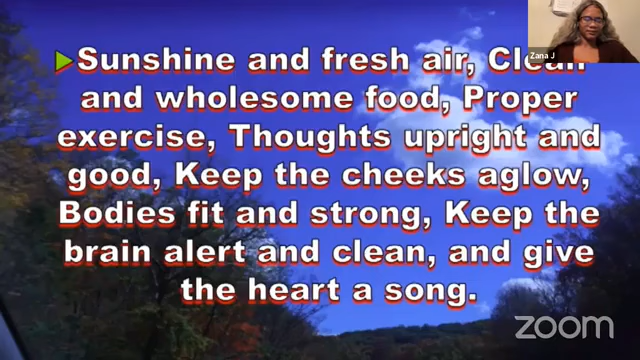 Sunshine and fresh air, Clean
and wholesome food, Proper
exercise, Thoughts upright and
good, Keep the cheeks aglow,
Bodies fit and strong, Keep the
brain alert and clean, and give
the heart a song.
Zana J
zoom